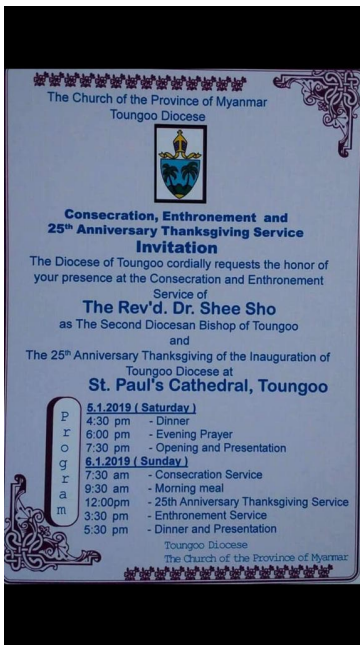 The Church of the Province of Myanmar
Toungoo Diocese
Consecration, Enthronement and
25th Anniversary Thanksgiving Service
Invitation
The Diocese of Toungoo cordially requests the honor of
your presence at the Consecration and Enthronement
Service of
The Rev'd. Dr. Shee Sho
as The Second Diocesan Bishop of Toungoo
and
The 25th Anniversary Thanksgiving of the Inauguration of
Toungoo Diocese at
St. Paul's Cathedral, Toungoo
Program
5.1.2019 ( Saturday )
4:30 pm - Dinner
6:00 pm - Evening Prayer
7:30 pm - Opening and Presentation
6.1.2019 ( Sunday )
7:30 am - Consecration Service
9:30 am - Morning meal
12:00pm - 25th Anniversary Thanksgiving Service
3:30 pm - Enthronement Service
5:30 pm - Dinner and Presentation
Toungoo Diocese
The Church of the Province of Myanmar